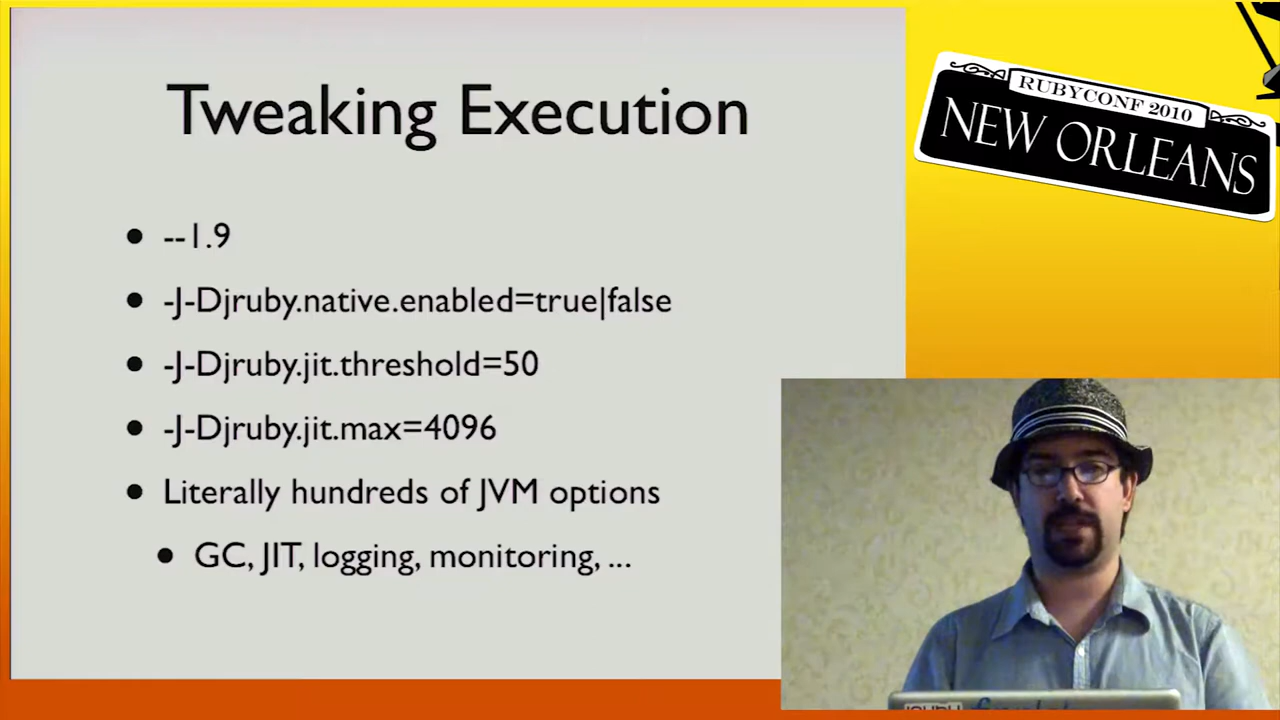 Tweaking Execution
RUBYCONF 2010
NEW ORLEANS
• --1.9
• -J-Djruby.native.enabled=true|false
• -J-Djruby.jit.threshold=50
• -J-Djruby.jit.max=4096
• Literally hundreds of JVM options
• GC, JIT, logging, monitoring, ...